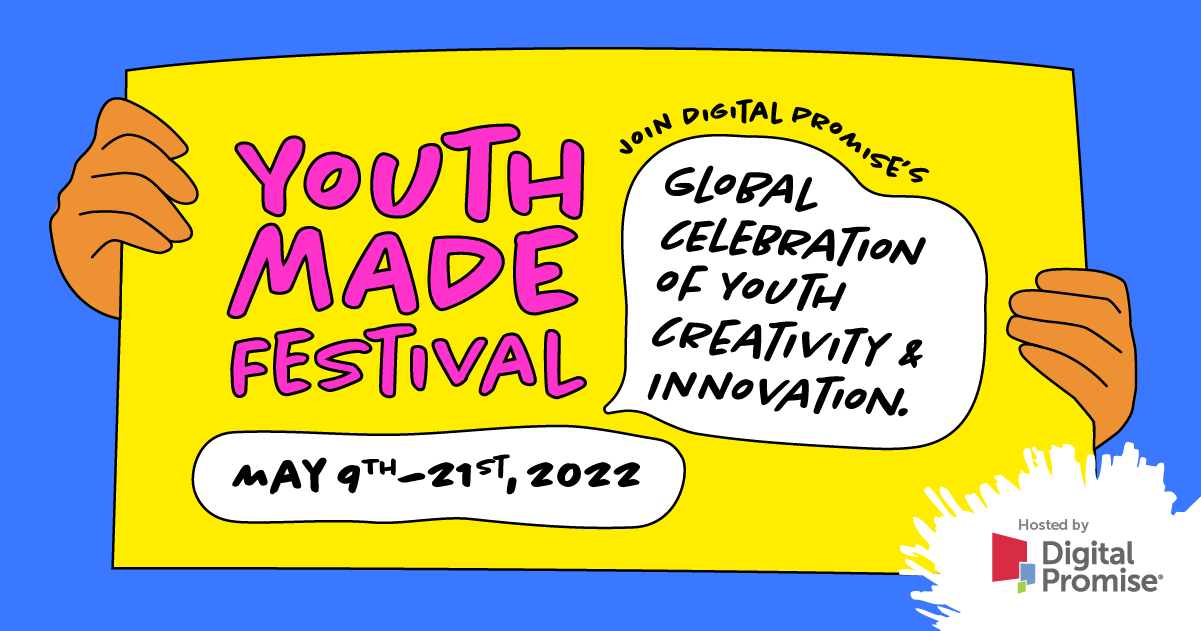 YOUTH
MADE
FESTIVAL
MAY 9TH–21ST, 2022
JOIN DIGITAL PROMISE'S
GLOBAL
CELEBRATION
OF YOUTH
CREATIVITY &
INNOVATION.
Hosted by
Digital
Promise®